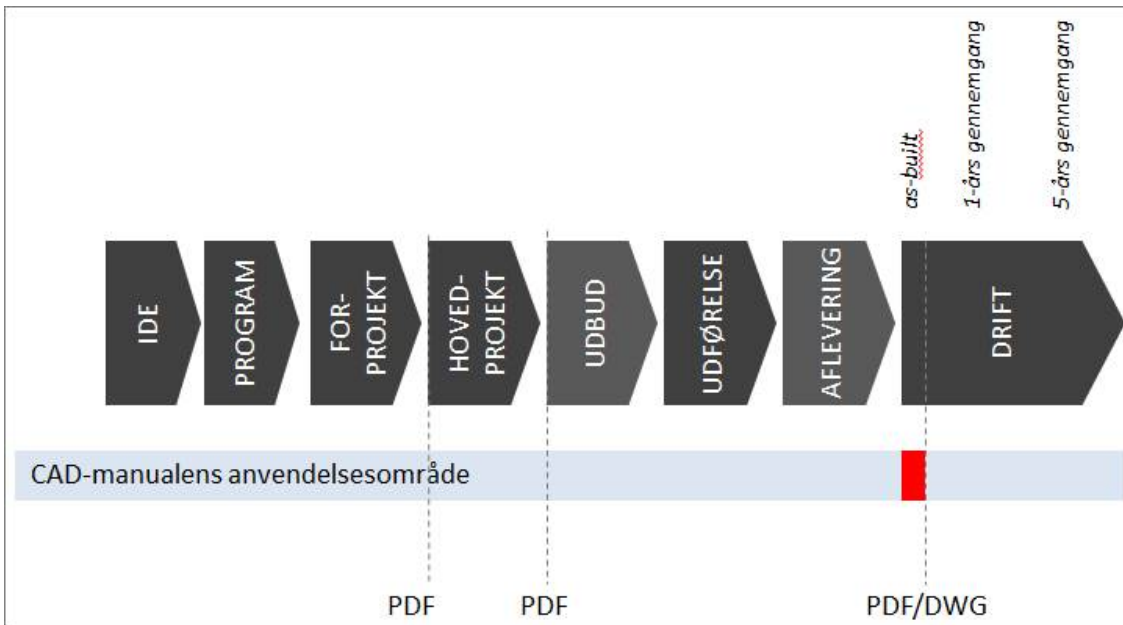 as-built
1-års gennemgang
5-års gennemgang
IDE
PROGRAM
FOR-
PROJEKT
HOVED-
PROJEKT
UDBUD
UDFØRELSE
AFLEVERING
DRIFT
CAD-manualens anvendelsesområde
PDF
PDF
PDF/DWG